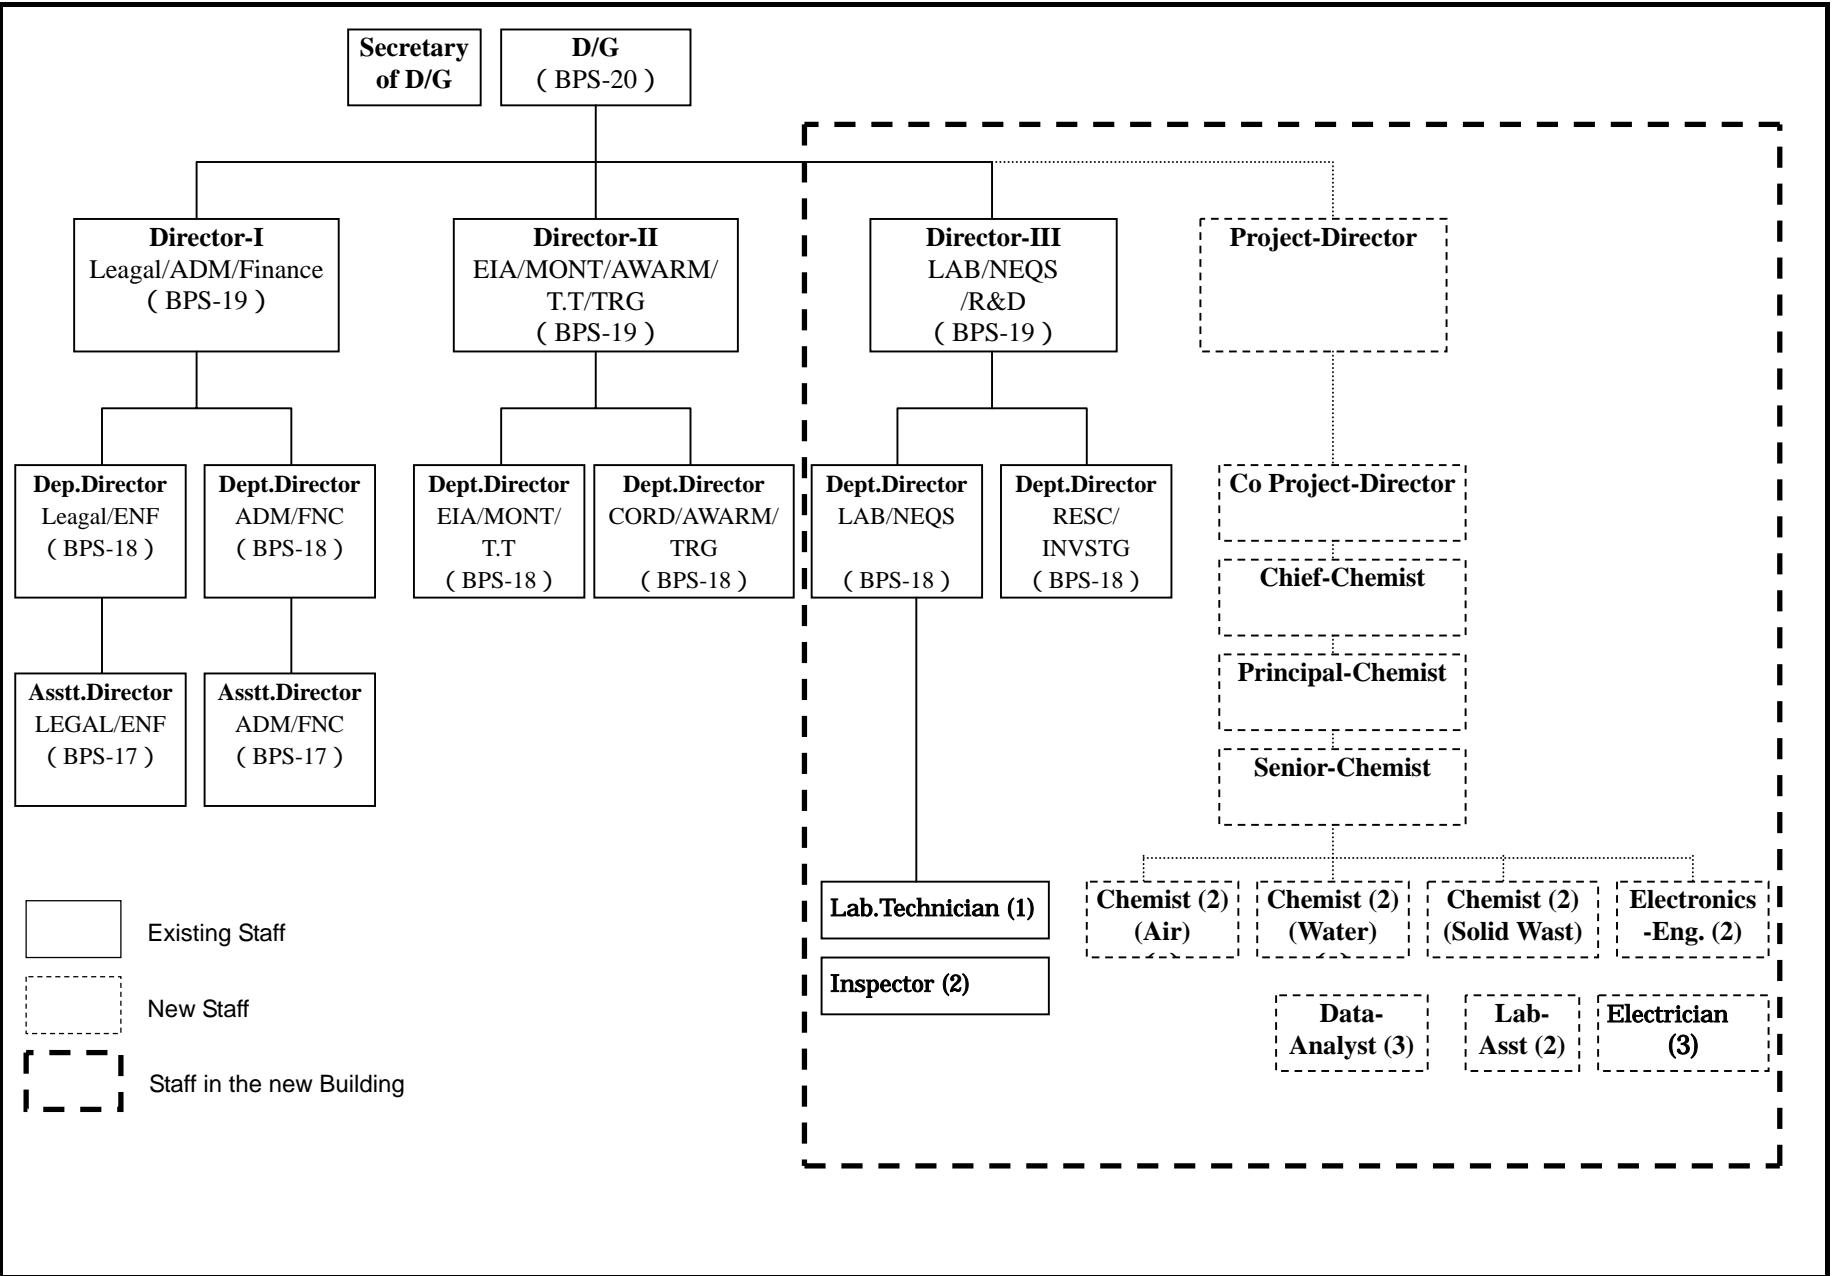 Secretary
of D/G
D/G
( BPS-20 )
Director-I
Leagal/ADM/Finance
( BPS-19 )
Director-II
EIA/MONT/AWARM/
T.T/TRG
( BPS-19 )
Director-III
LAB/NEQS
/R&D
( BPS-19 )
Project-Director
Dep.Director
Leagal/ENF
( BPS-18 )
Dept.Director
ADM/FNC
( BPS-18 )
Dept.Director
EIA/MONT/
T.T
( BPS-18 )
Dept.Director
CORD/AWARM/
TRG
( BPS-18 )
Dept.Director
LAB/NEQS
( BPS-18 )
Dept.Director
RESC/
INVSTG
( BPS-18 )
Co Project-Director
Chief-Chemist
Principal-Chemist
Senior-Chemist
Asstt.Director
LEGAL/ENF
( BPS-17 )
Asstt.Director
ADM/FNC
( BPS-17 )
Lab.Technician (1)
Inspector (2)
Chemist (2)
(Air)
Chemist (2)
(Water)
Chemist (2)
(Solid Wast)
Electronics
-Eng. (2)
Data-
Analyst (3)
Lab-
Asst (2)
Electrician
(3)
Existing Staff
New Staff
Staff in the new Building